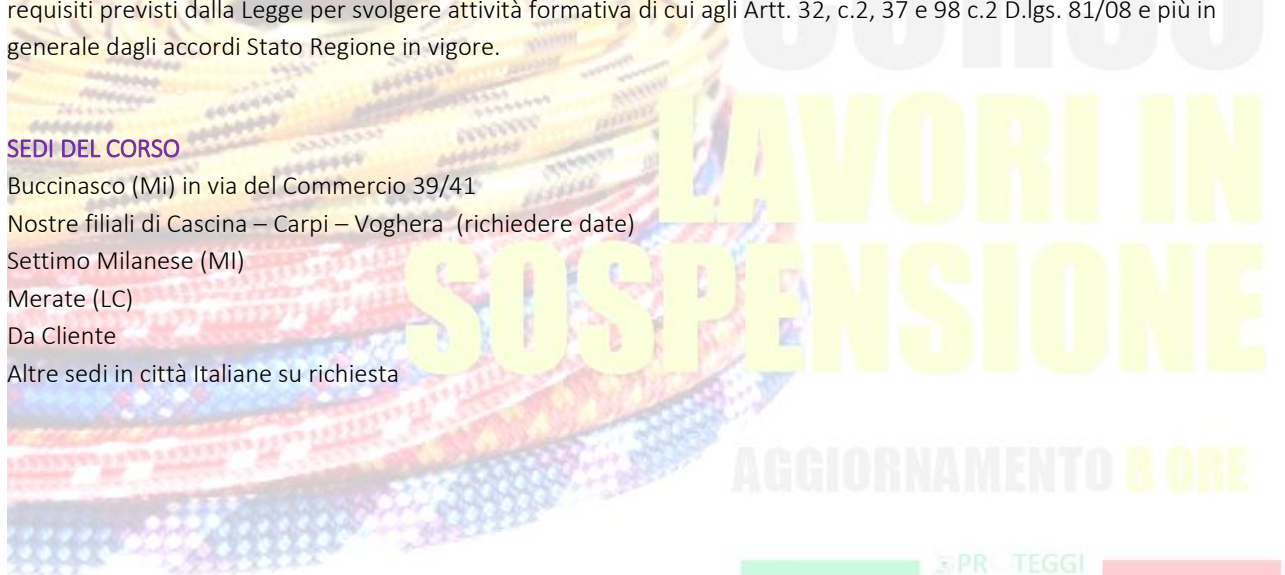 requisiti previsti dalla Legge per svolgere attività formativa di cui agli Artt. 32, c.2, 37 e 98 c.2 D.lgs. 81/08 e più in
generale dagli accordi Stato Regione in vigore.
SEDI DEL CORSO
Buccinasco (Mi) in via del Commercio 39/41
Nostre filiali di Cascina – Carpi – Voghera (richiedere date)
Settimo Milanese (MI)
Merate (LC)
Da Cliente
Altre sedi in città Italiane su richiesta
CORSO
LAVORI IN
SOSPENSIONE
AGGIORNAMENTO 8 ORE
PROTEGGI